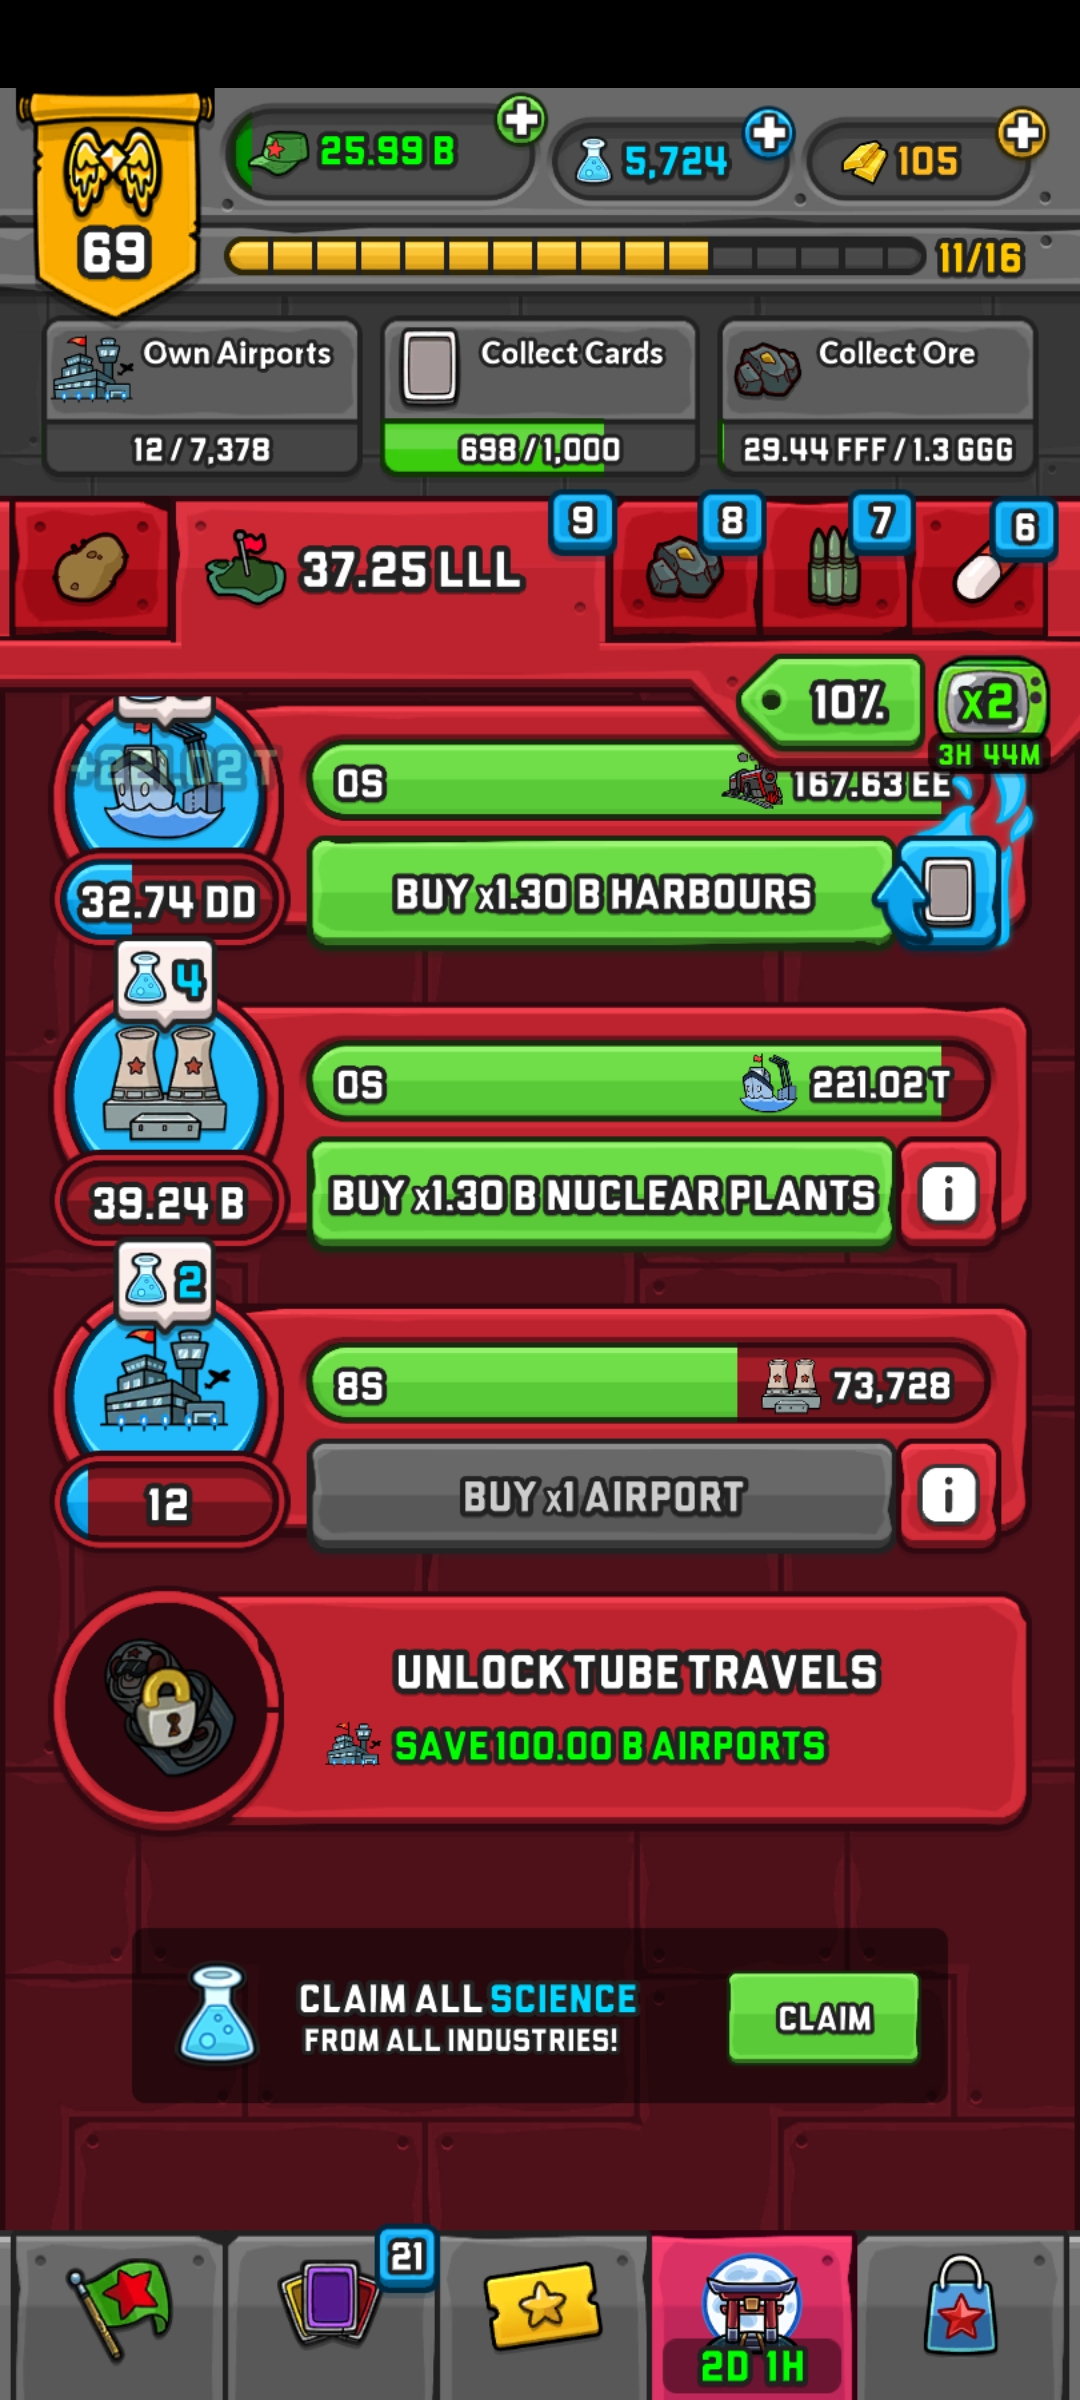 69
25.99 B
5,724
105
11/16
Own Airports
12 / 7,378
Collect Cards
698 / 1,000
Collect Ore
29.44 FFF / 1.3 GGG
37.25 LLL
9
8
7
6
10%
x2
3H 44M
0S
167.63 EE
32.74 DD
BUY x1.30 B HARBOURS
4
0S
221.02 T
39.24 B
BUY x1.30 B NUCLEAR PLANTS
i
2
8S
73,728
12
BUY x1 AIRPORT
i
UNLOCK TUBE TRAVELS
SAVE 100.00 B AIRPORTS
CLAIM ALL SCIENCE
FROM ALL INDUSTRIES!
CLAIM
21
2D 1H